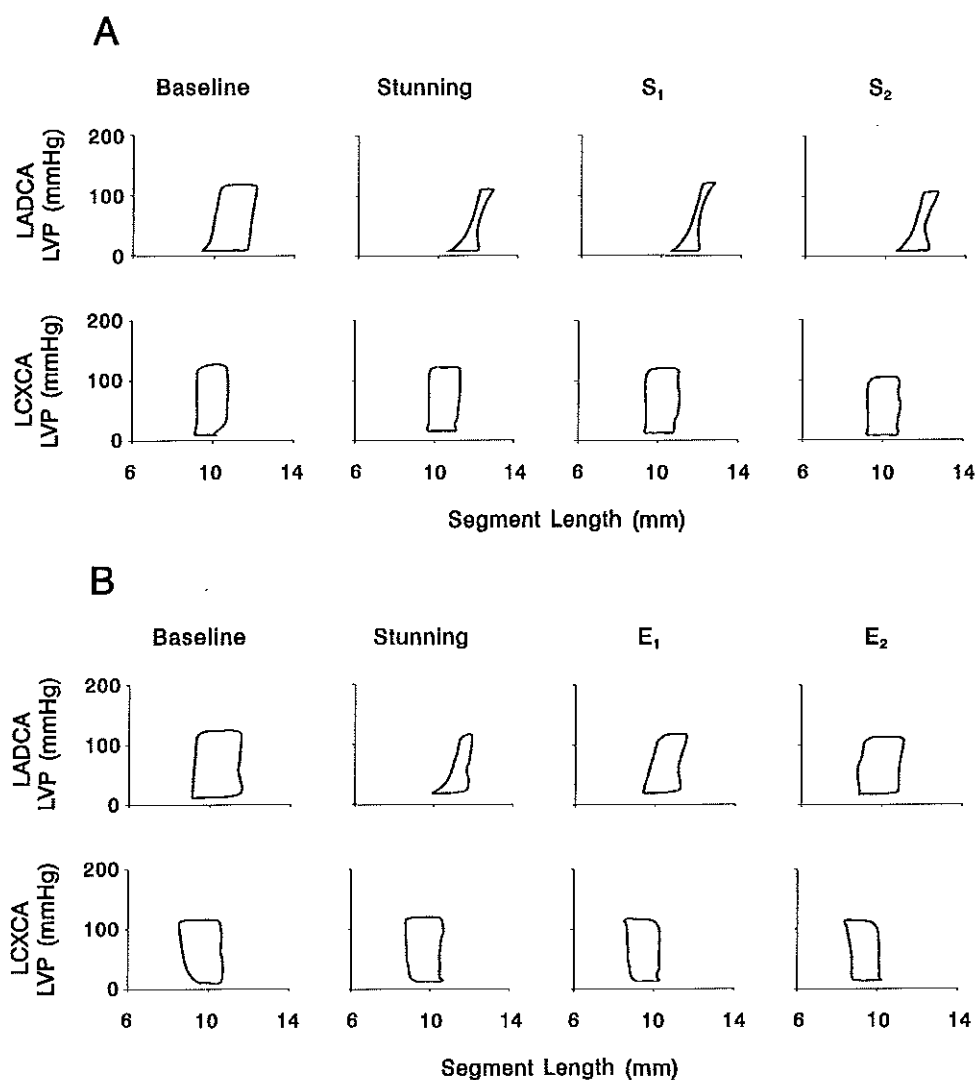 A
Baseline Stunning S₁ S₂
LADCA
LVP (mmHg)
200
100
0
LCXCA
LVP (mmHg)
200
100
0
6 10 14 6 10 14 6 10 14 6 10 14
Segment Length (mm)
B
Baseline Stunning E₁ E₂
LADCA
LVP (mmHg)
200
100
0
LCXCA
LVP (mmHg)
200
100
0
6 10 14 6 10 14 6 10 14 6 10 14
Segment Length (mm)